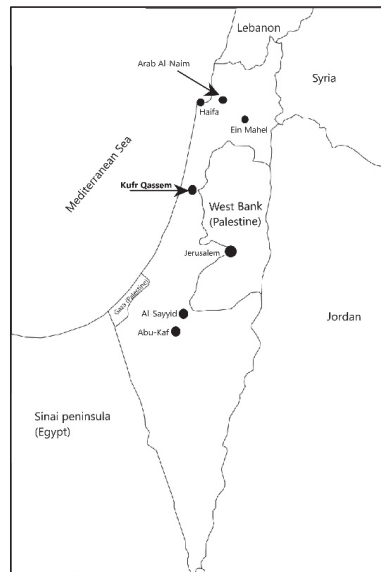 Lebanon
Arab Al Naim
Syria
Haifa
Ein Mahel
Mediterranean Sea
Kufr Qassem
West Bank
(Palestine)
Jerusalem
Gaza (Palestine)
Al-Sayyid
Abu-Kaf
Jordan
Sinai peninsula
(Egypt)